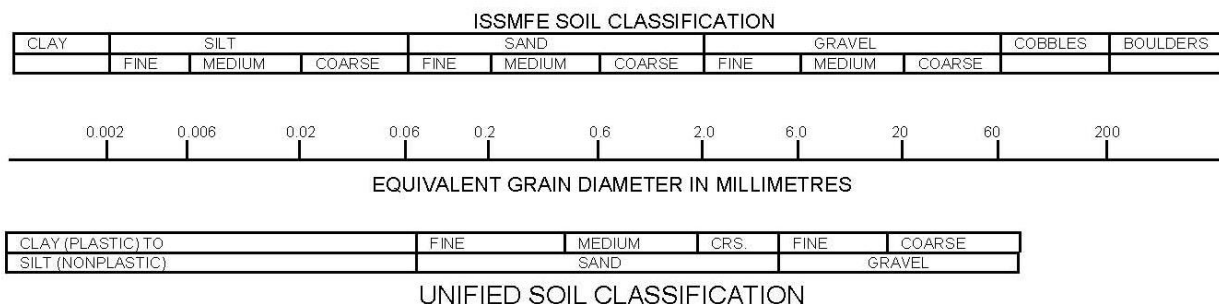 ISSMFE SOIL CLASSIFICATION
CLAY SILT SAND GRAVEL COBBLES BOULDERS
FINE MEDIUM COARSE FINE MEDIUM COARSE FINE MEDIUM COARSE
0.002 0.006 0.02 0.06 0.2 0.6 2.0 6.0 20 60 200
EQUIVALENT GRAIN DIAMETER IN MILLIMETRES
CLAY (PLASTIC) TO FINE MEDIUM CRS. FINE COARSE
SILT (NONPLASTIC) SAND GRAVEL
UNIFIED SOIL CLASSIFICATION